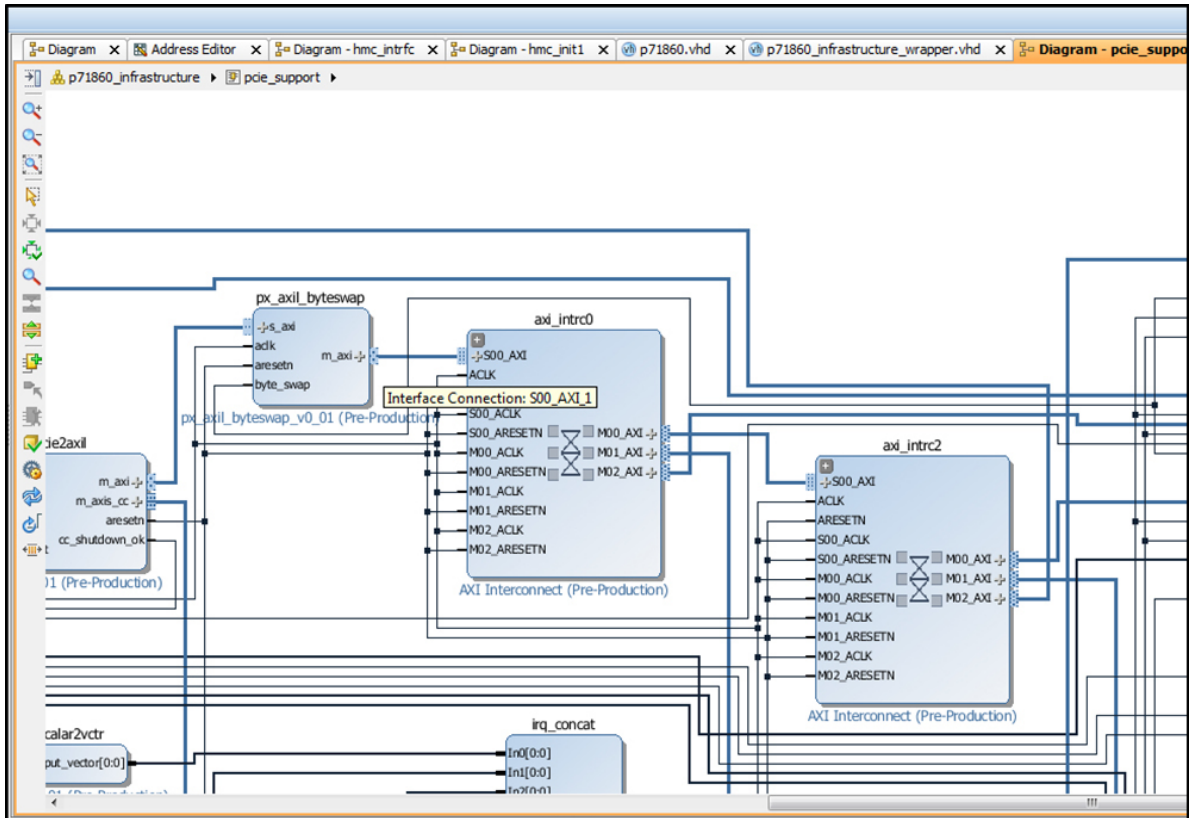 Diagram X Address Editor X Diagram - hmc_intrfc X Diagram - hmc_init1 X p71860.vhd X p71860_infrastructure_wrapper.vhd X Diagram - pcie_suppo
p71860_infrastructure pcie_support
px_axil_byteswap
s_axi
aclk
aresetn
byte_swap
m_axi
px_axil_byteswap_v0_01 (Pre-Production)
Interface Connection: S00_AXI_1
axi_intrc0
S00_AXI
ACLK
S00_ACLK
S00_ARESETN
M00_ACLK
M00_ARESETN
M01_ACLK
M01_ARESETN
M02_ACLK
M02_ARESETN
M00_AXI
M01_AXI
M02_AXI
AXI Interconnect (Pre-Production)
axi_intrc2
S00_AXI
ACLK
ARESETN
S00_ACLK
S00_ARESETN
M00_ACLK
M00_ARESETN
M01_ACLK
M01_ARESETN
M02_ACLK
M02_ARESETN
M00_AXI
M01_AXI
M02_AXI
AXI Interconnect (Pre-Production)
cie2axil
m_axi
m_axis_cc
aresetn
cc_shutdown_ok
01 (Pre-Production)
calar2vctr
put_vector[0:0]
irq_concat
In0[0:0]
In1[0:0]
In2[0:0]